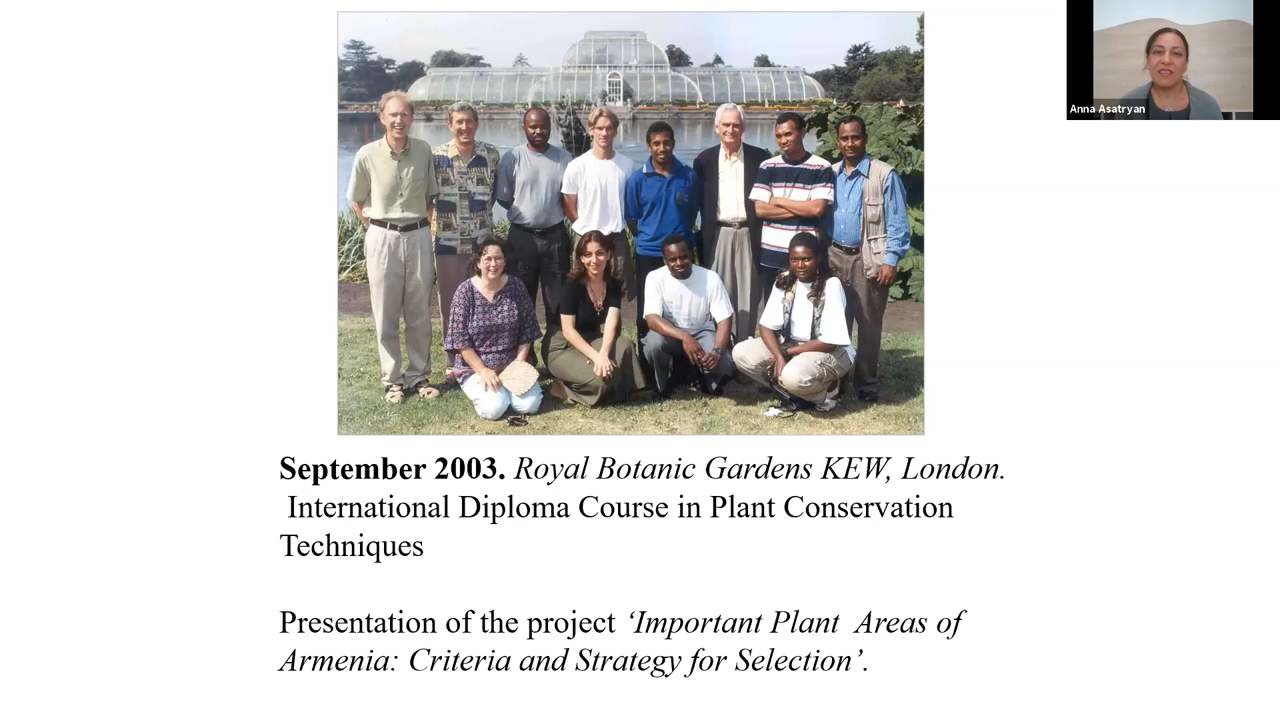 Anna Asatryan
September 2003. Royal Botanic Gardens KEW, London.
International Diploma Course in Plant Conservation
Techniques
Presentation of the project ‘Important Plant Areas of
Armenia: Criteria and Strategy for Selection’.